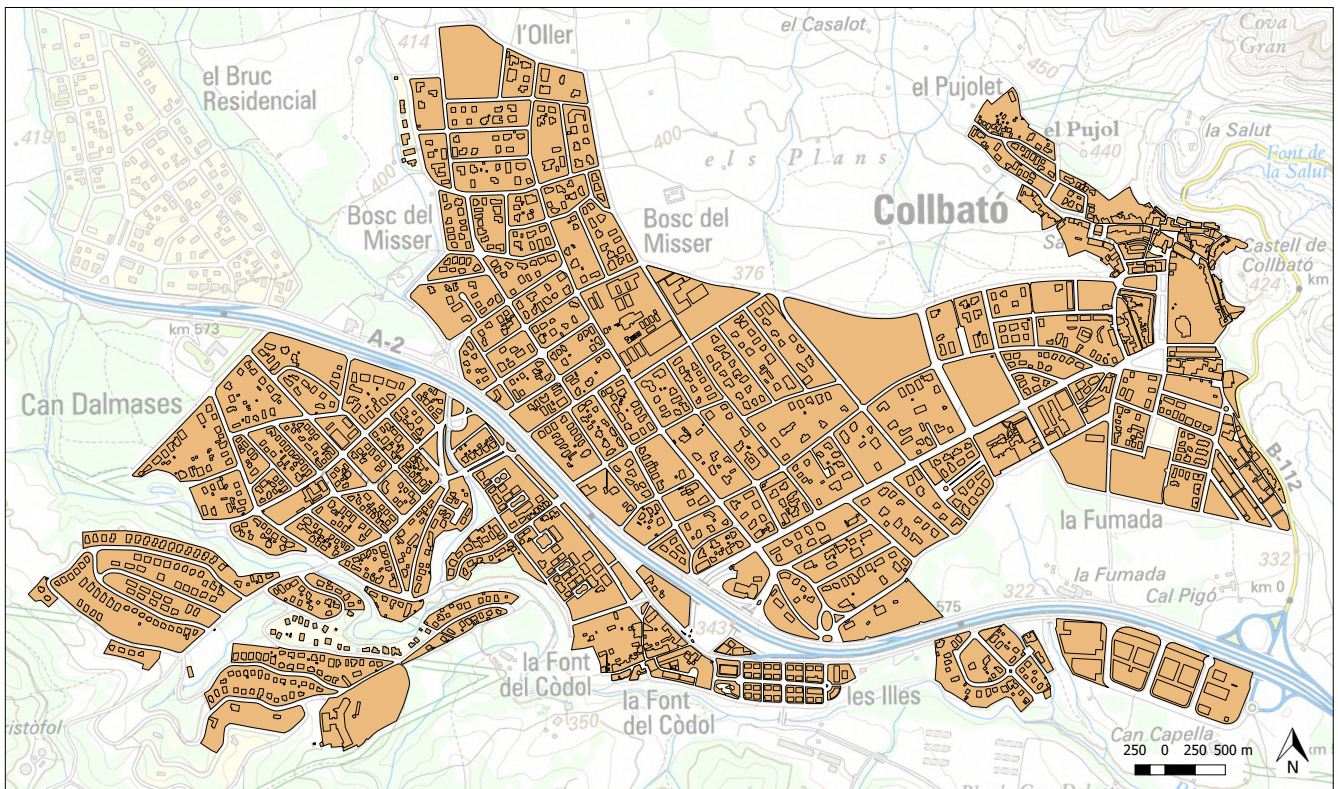 414
l'Oller
el Casalot
Cova
Gran
450
el Bruc
Residencial
el Pujolet
419
400
els Plans
el Pujol
440
la Salut
Font de
la Salut
400
Bosc del
Misser
Bosc del
Misser
Collbató
Sa
376
Castell de
Collbató
424
km
km 573
A-2
Can Dalmases
B-112
la Fumada
332
la Fumada
322
Cal Pigó
km 0
575
343
la Font
del Còdol
350
la Font
del Còdol
les Illes
ristòfol
Can Capella
km
250 0 250 500 m
N